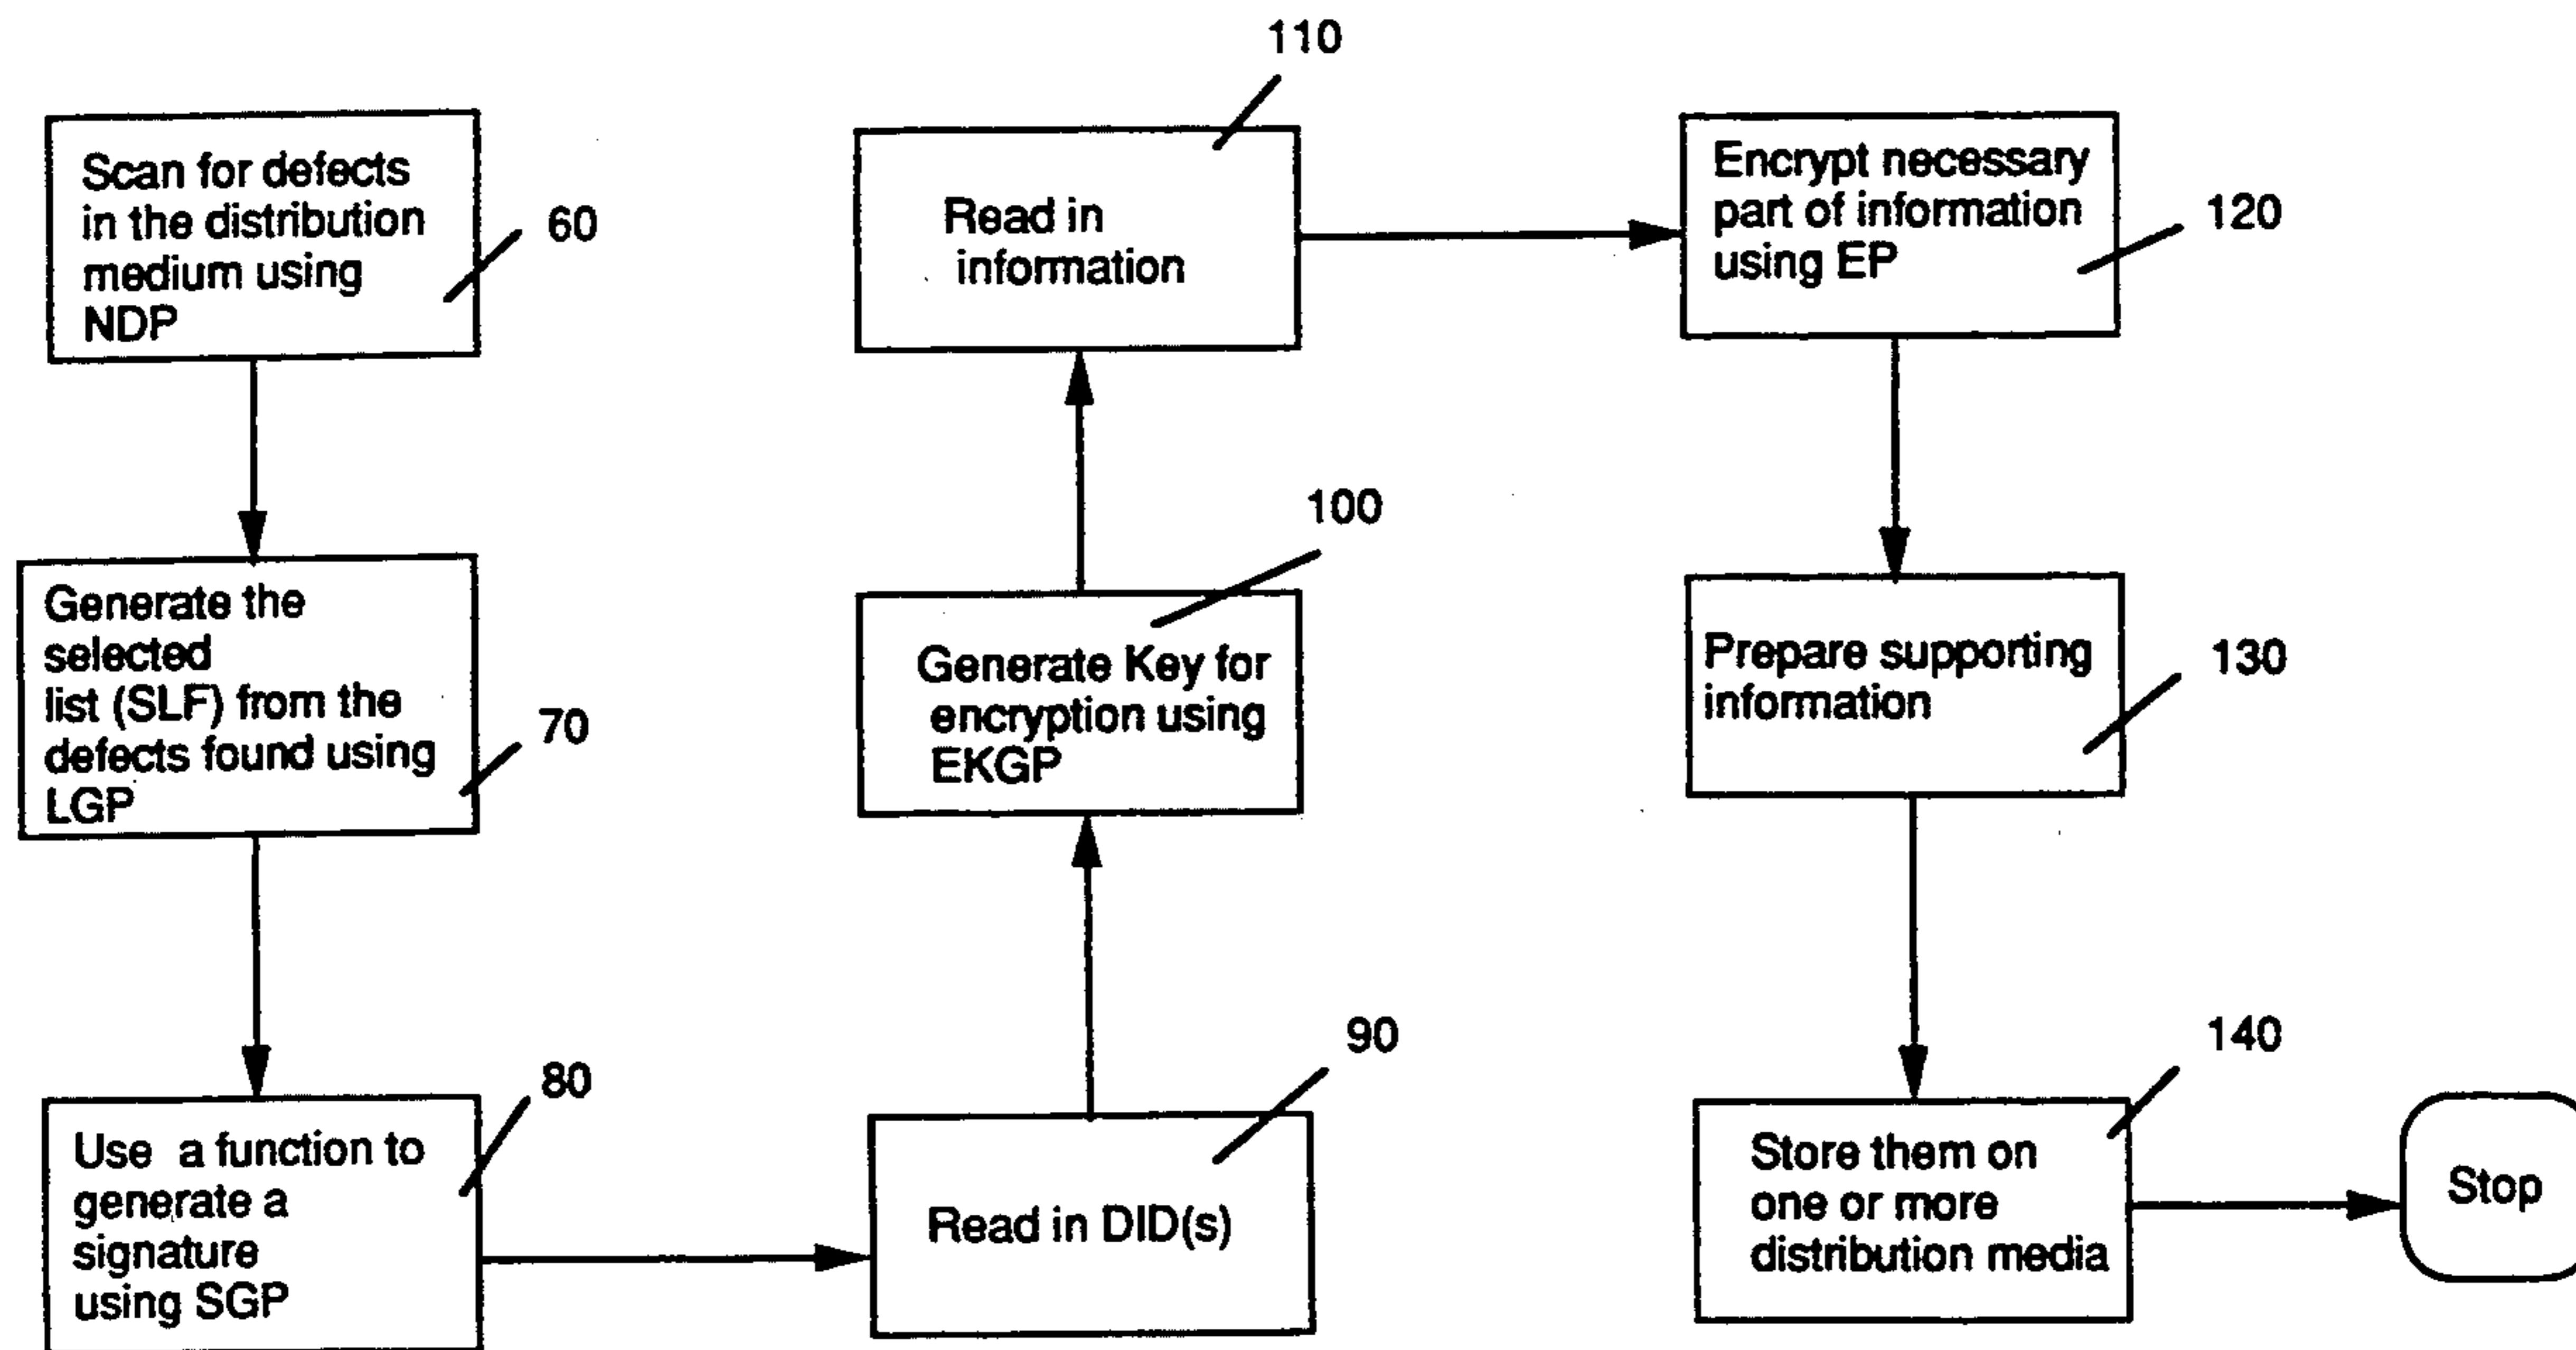 Scan for defects
in the distribution
medium using
NDP
60
Generate the
selected
list (SLF) from the
defects found using
LGP
70
Use a function to
generate a
signature
using SGP
80
Read in DID(s)
90
Generate Key for
encryption using
EKGP
100
Read in
information
110
Encrypt necessary
part of information
using EP
120
Prepare supporting
information
130
Store them on
one or more
distribution media
140
Stop